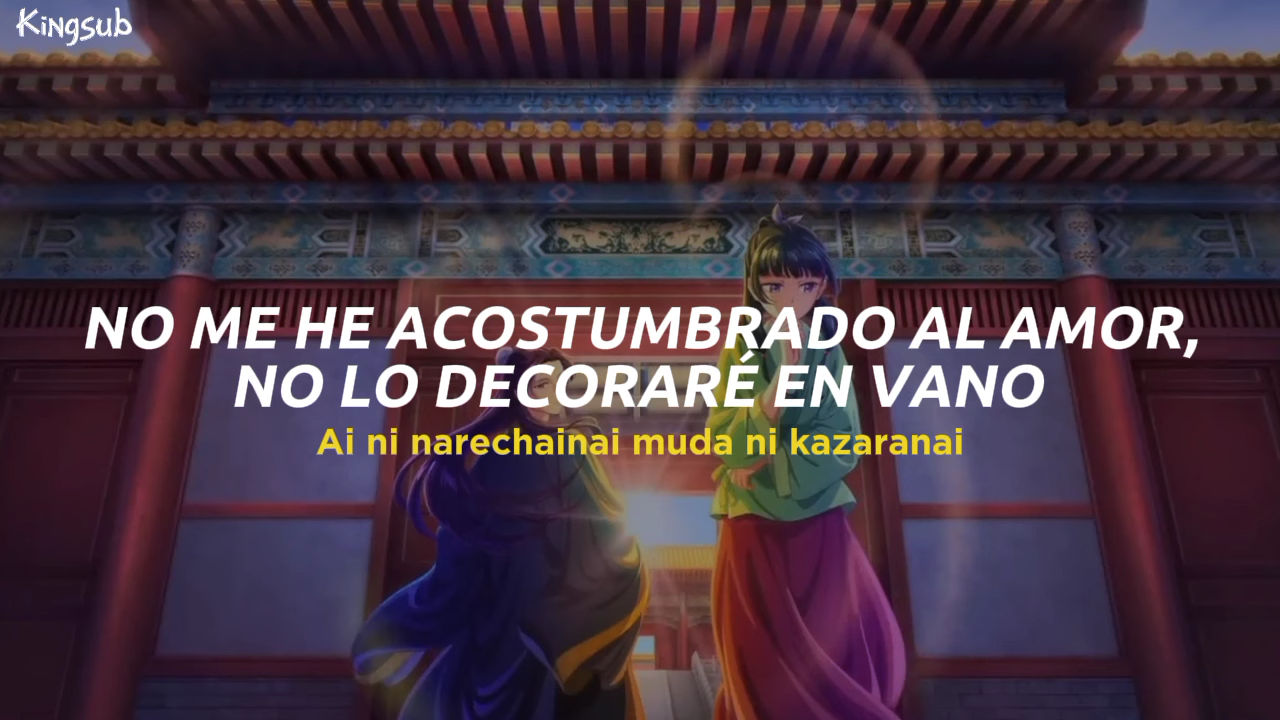 Kingsub
NO ME HE ACOSTUMBRADO AL AMOR,
NO LO DECORARÉ EN VANO
Ai ni narechainai muda ni kazaranai